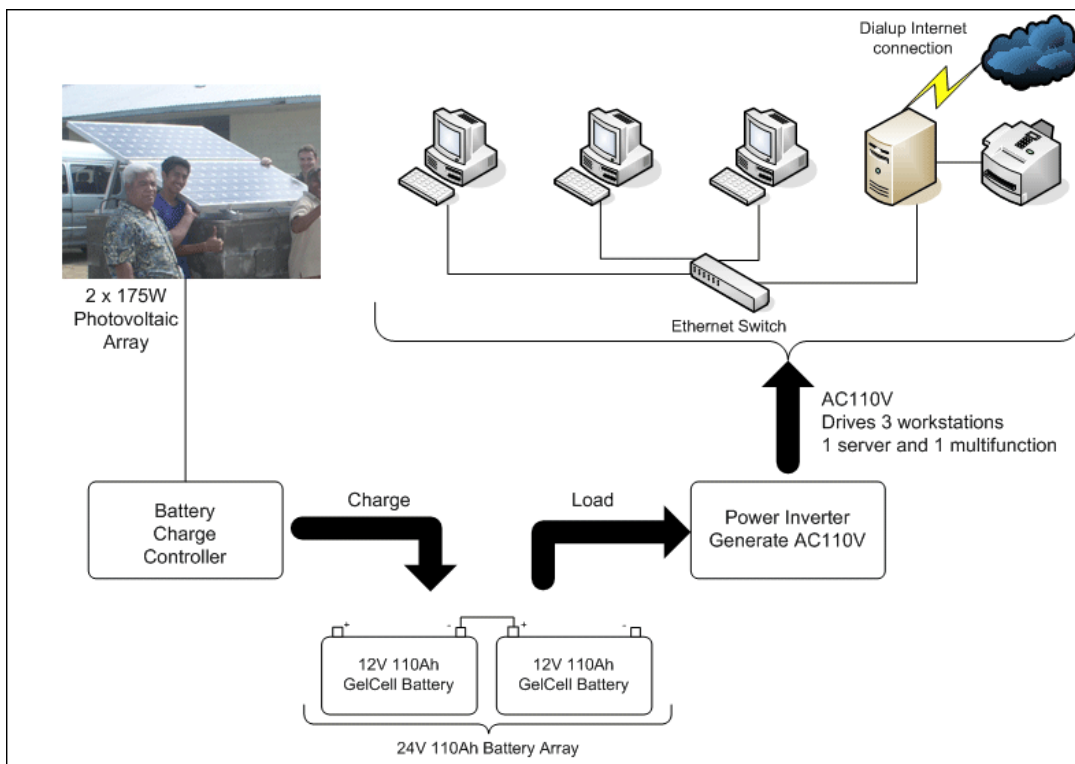 Dialup Internet
connection
2 x 175W
Photovoltaic
Array
Ethernet Switch
AC110V
Drives 3 workstations
1 server and 1 multifunction
Battery
Charge
Controller
Charge
Load
Power Inverter
Generate AC110V
+
-
+
-
12V 110Ah
GelCell Battery
12V 110Ah
GelCell Battery
24V 110Ah Battery Array